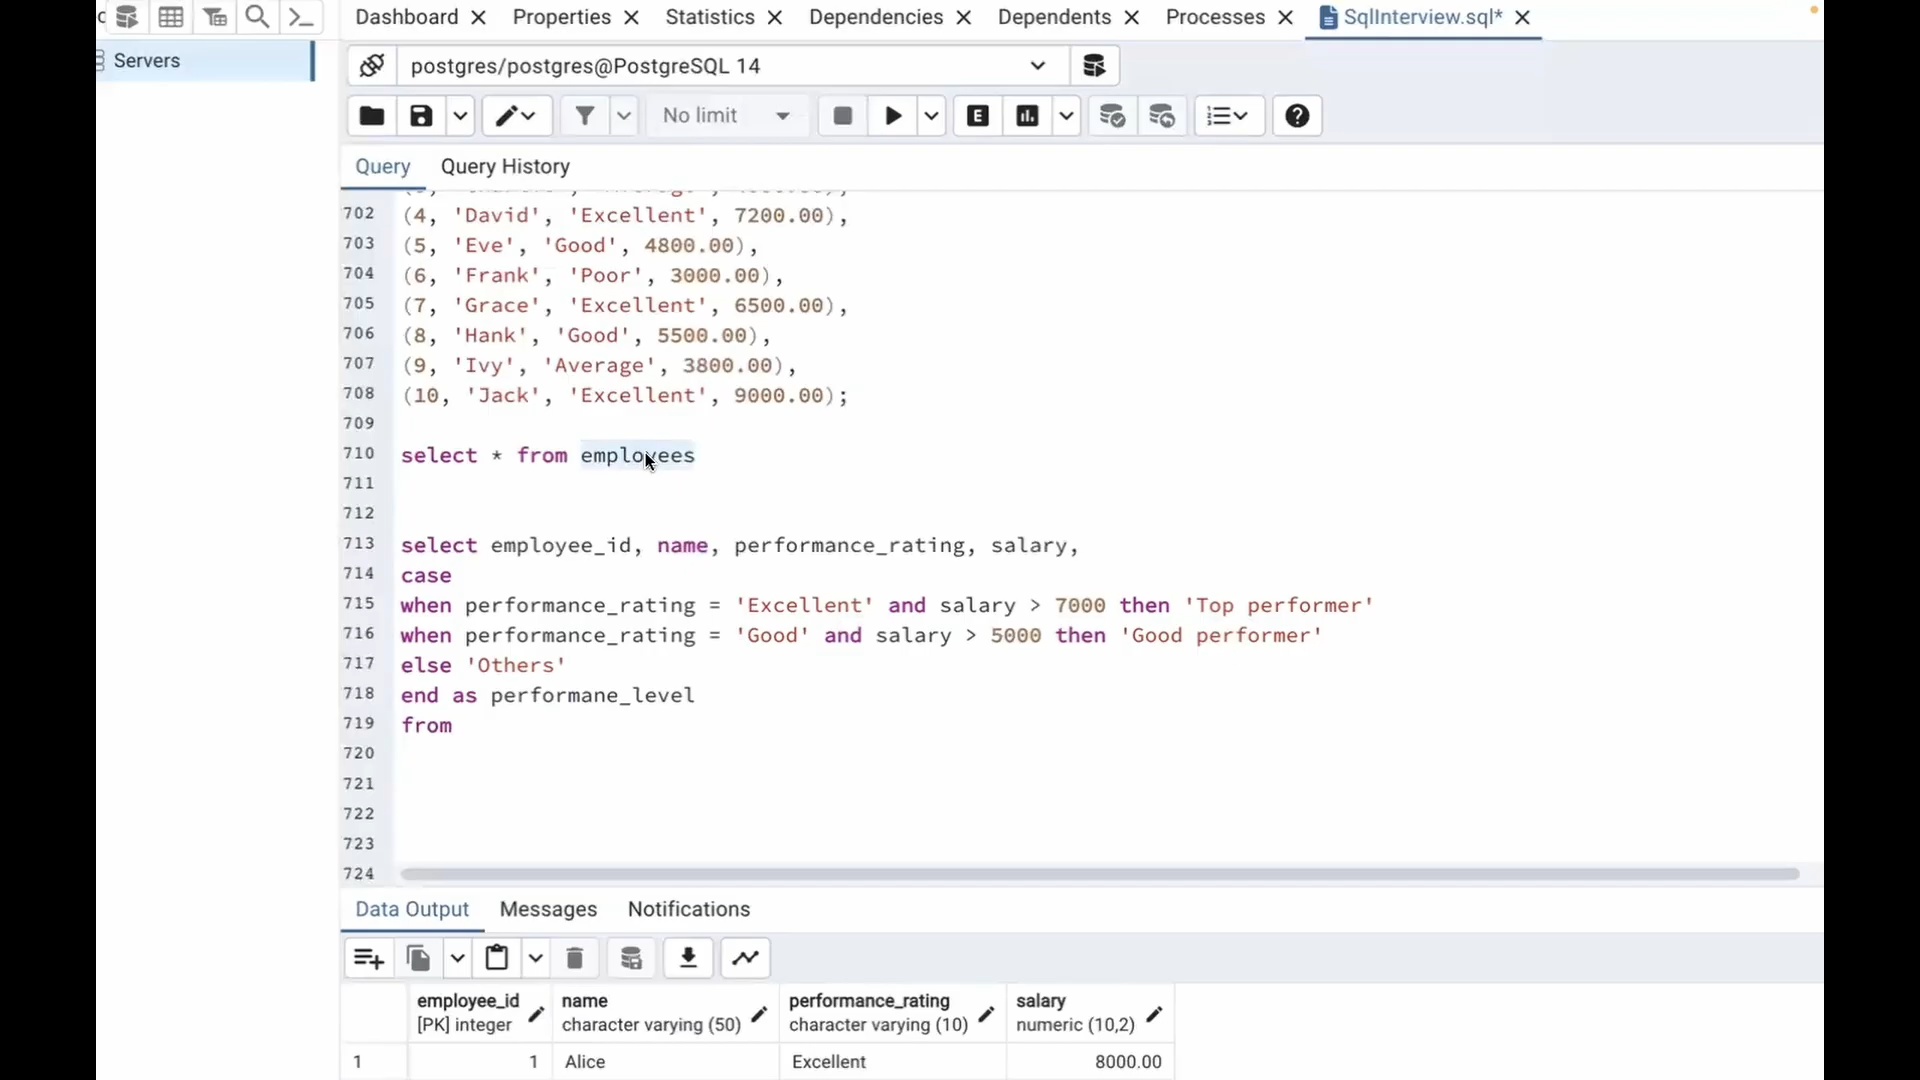 Dashboard Properties Statistics Dependencies Dependents Processes SqlInterview.sql*
Servers
postgres/postgres@PostgreSQL 14
No limit
Query Query History
702 (4, 'David', 'Excellent', 7200.00),
703 (5, 'Eve', 'Good', 4800.00),
704 (6, 'Frank', 'Poor', 3000.00),
705 (7, 'Grace', 'Excellent', 6500.00),
706 (8, 'Hank', 'Good', 5500.00),
707 (9, 'Ivy', 'Average', 3800.00),
708 (10, 'Jack', 'Excellent', 9000.00);
709
710 select * from employees
711
712
713 select employee_id, name, performance_rating, salary,
714 case
715 when performance_rating = 'Excellent' and salary > 7000 then 'Top performer'
716 when performance_rating = 'Good' and salary > 5000 then 'Good performer'
717 else 'Others'
718 end as performane_level
719 from
720
721
722
723
724
Data Output Messages Notifications
employee_id name performance_rating salary
[PK] integer character varying (50) character varying (10) numeric (10,2)
1 1 Alice Excellent 8000.00